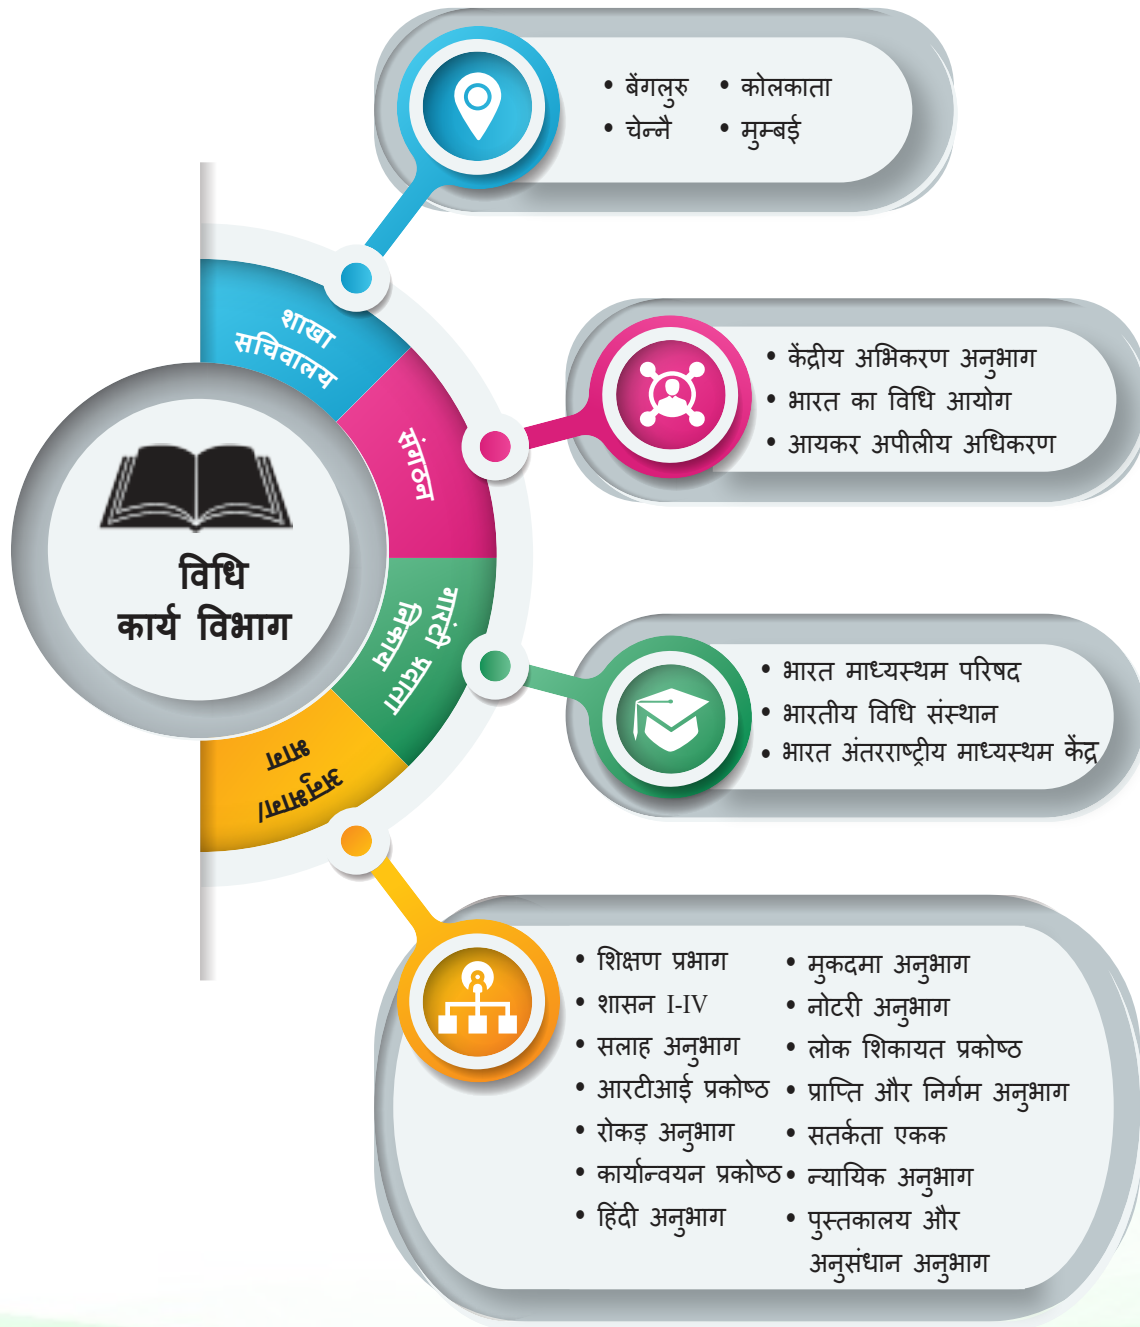 • बेंगलुरु • कोलकाता
• चेन्नै • मुम्बई
शाखा
सचिवालय
• केंद्रीय अभिकरण अनुभाग
• भारत का विधि आयोग
• आयकर अपीलीय अधिकरण
संगठन
विधि
कार्य विभाग
गारंटी प्रदाता
निकाय
• भारत माध्यस्थम परिषद
• भारतीय विधि संस्थान
• भारत अंतरराष्ट्रीय माध्यस्थम केंद्र
अनुभाग/
भाग
• शिक्षण प्रभाग
• शासन I-IV
• सलाह अनुभाग
• आरटीआई प्रकोष्ठ
• रोकड़ अनुभाग
• कार्यान्वयन प्रकोष्ठ
• हिंदी अनुभाग
• मुकदमा अनुभाग
• नोटरी अनुभाग
• लोक शिकायत प्रकोष्ठ
• प्राप्ति और निर्गम अनुभाग
• सतर्कता एकक
• न्यायिक अनुभाग
• पुस्तकालय और
अनुसंधान अनुभाग